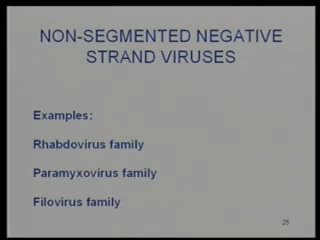 NON-SEGMENTED NEGATIVE
STRAND VIRUSES
Examples:
Rhabdovirus family
Paramyxovirus family
Filovirus family
25